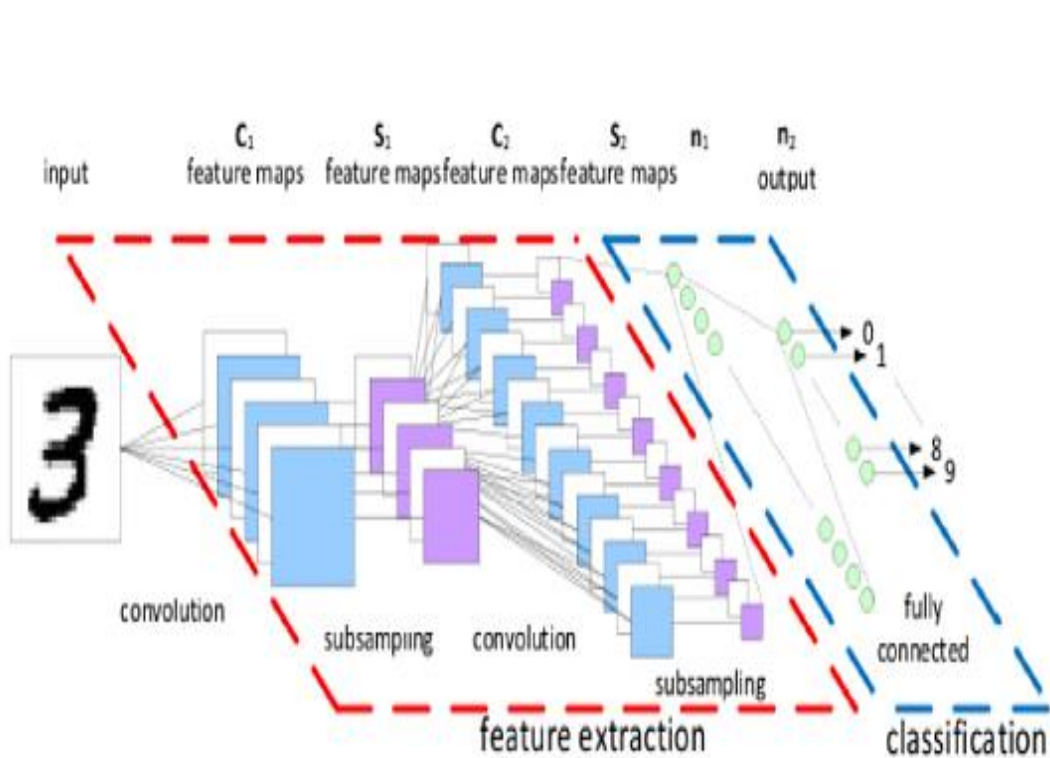 C₁
S₁
C₂
S₂
n₁
n₂
input
feature maps
feature maps
feature maps
feature maps
output
3
0
1
8
9
convolution
subsampling
convolution
subsampling
fully
connected
feature extraction
classification